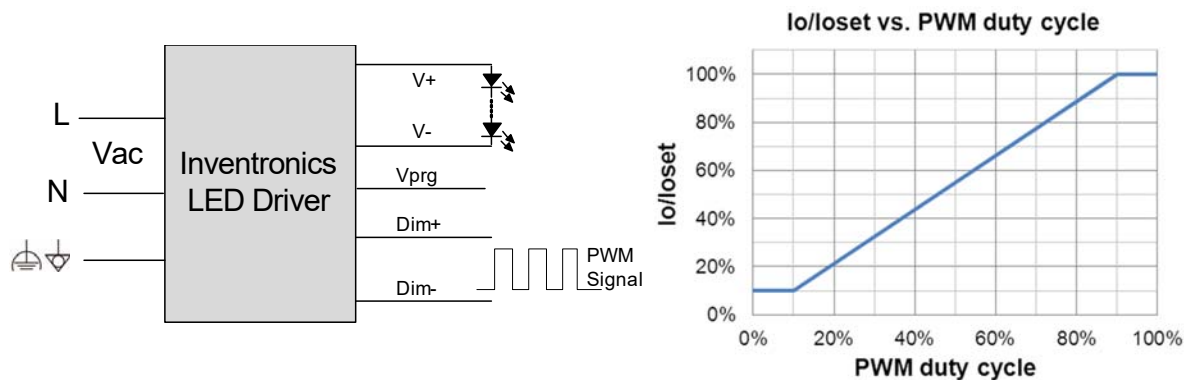 L
Vac
N
Inventronics
LED Driver
V+
V-
Vprg
Dim+
Dim-
PWM
Signal
Io/Ioset vs. PWM duty cycle
Io/Ioset
100%
80%
60%
40%
20%
0%
0% 20% 40% 60% 80% 100%
PWM duty cycle